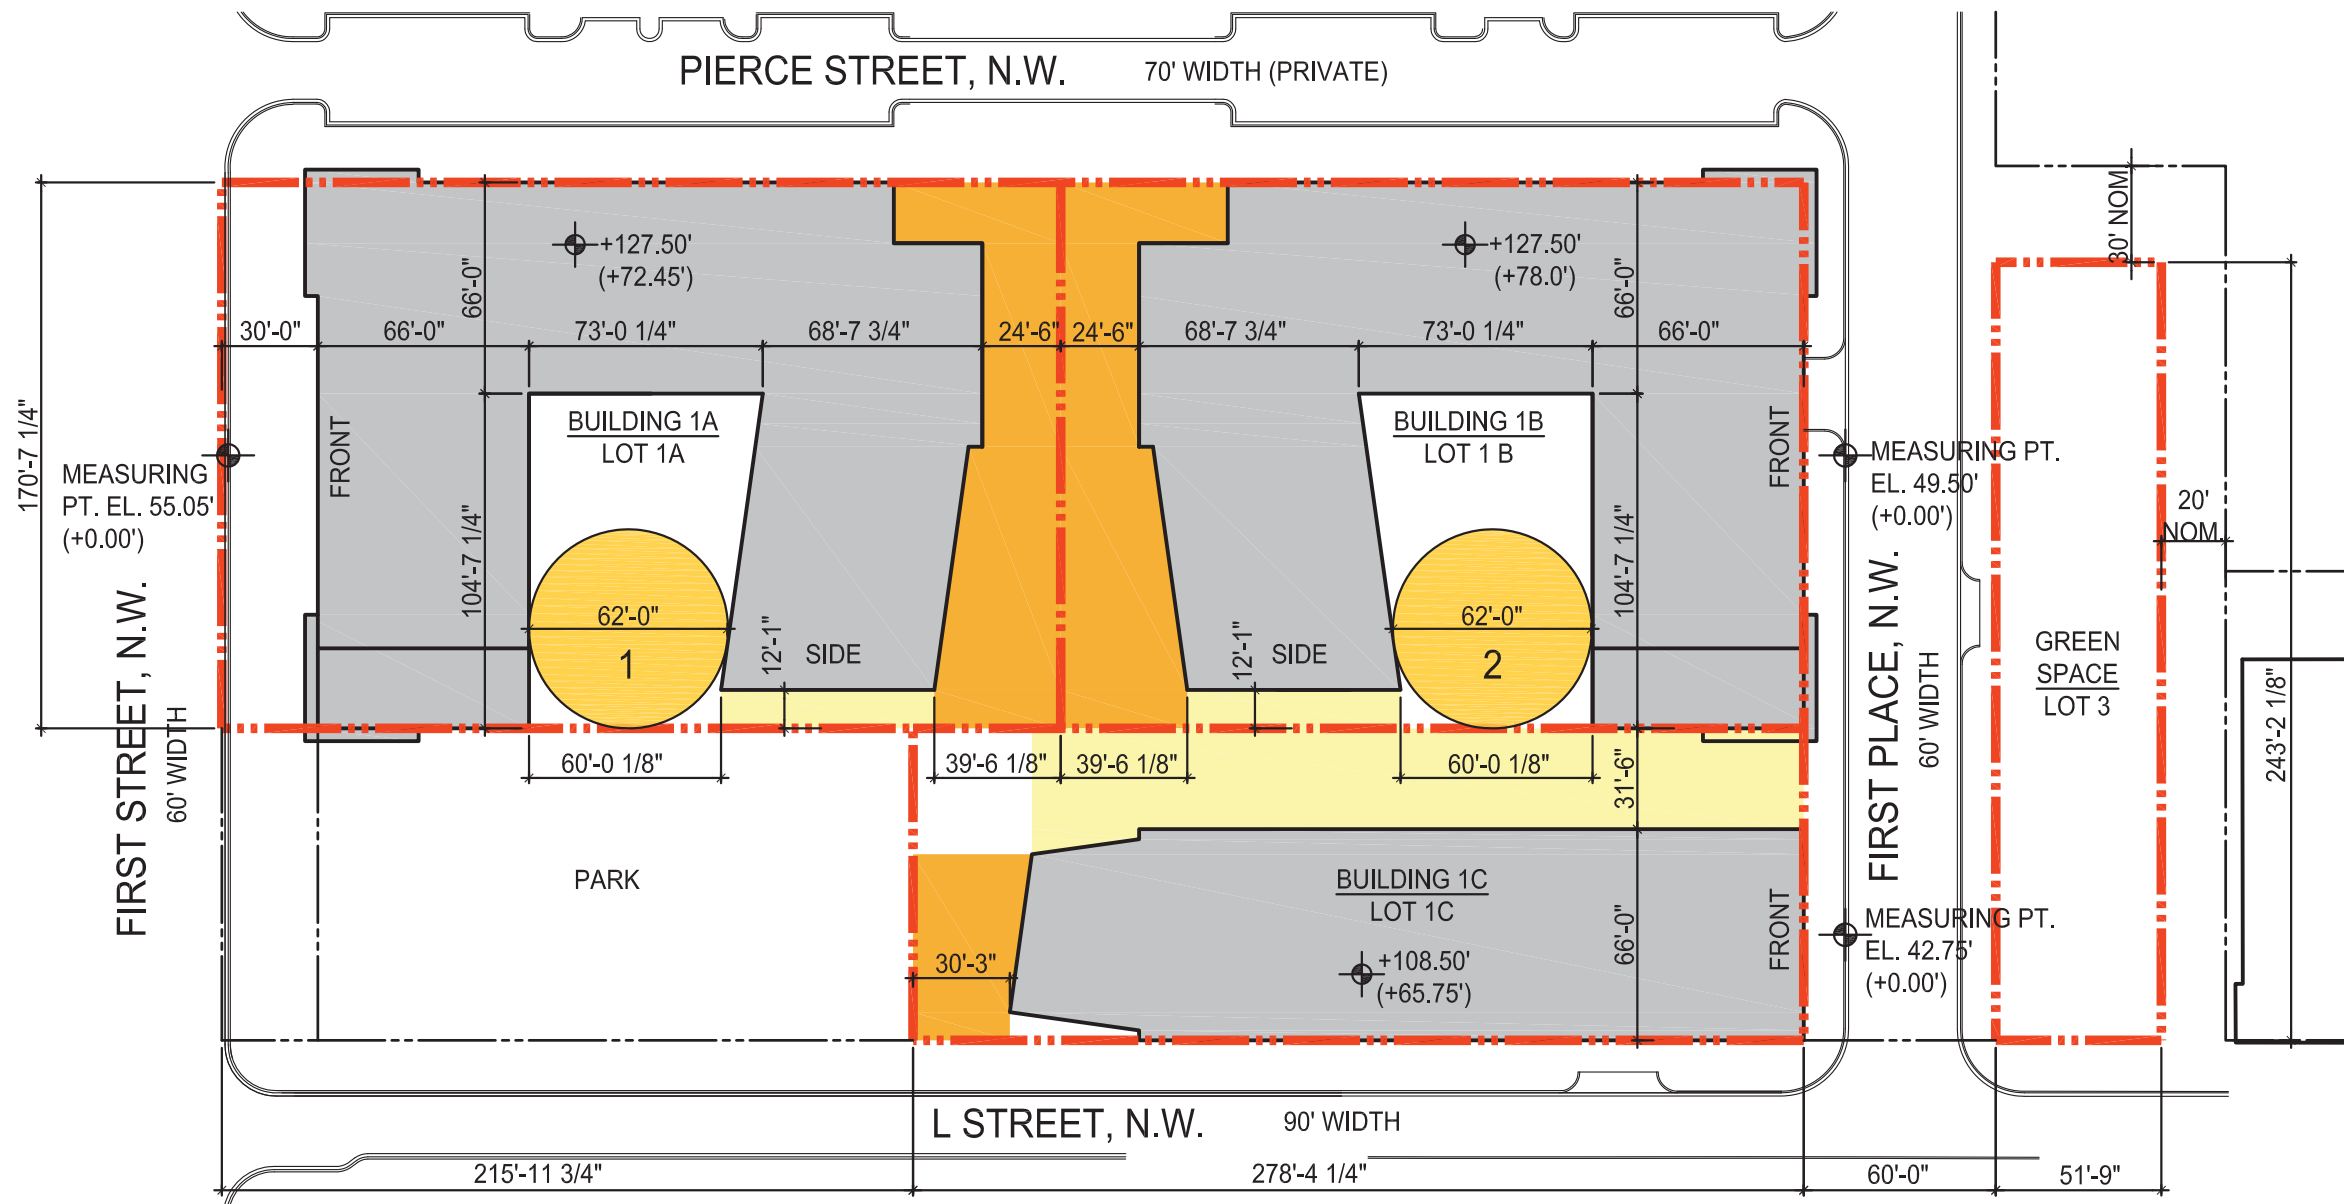 PIERCE STREET, N.W. 70' WIDTH (PRIVATE)
30' NOM.
+127.50'
(+72.45')
+127.50'
(+78.0')
66'-0"
66'-0"
30'-0" 66'-0" 73'-0 1/4" 68'-7 3/4" 24'-6" 24'-6" 68'-7 3/4" 73'-0 1/4" 66'-0"
170'-7 1/4"
BUILDING 1A
LOT 1A
BUILDING 1B
LOT 1 B
FRONT
FRONT
MEASURING
PT. EL. 55.05'
(+0.00')
MEASURING PT.
EL. 49.50'
(+0.00')
20'
NOM.
104'-7 1/4"
104'-7 1/4"
62'-0"
1
12'-1"
SIDE
12'-1"
SIDE
62'-0"
2
FIRST STREET, N.W.
60' WIDTH
FIRST PLACE, N.W.
60' WIDTH
GREEN
SPACE
LOT 3
243'-2 1/8"
60'-0 1/8" 39'-6 1/8" 39'-6 1/8" 60'-0 1/8"
31'-6"
PARK
BUILDING 1C
LOT 1C
66'-0"
FRONT
MEASURING PT.
EL. 42.75'
(+0.00')
30'-3"
+108.50'
(+65.75')
L STREET, N.W. 90' WIDTH
215'-11 3/4" 278'-4 1/4" 60'-0" 51'-9"